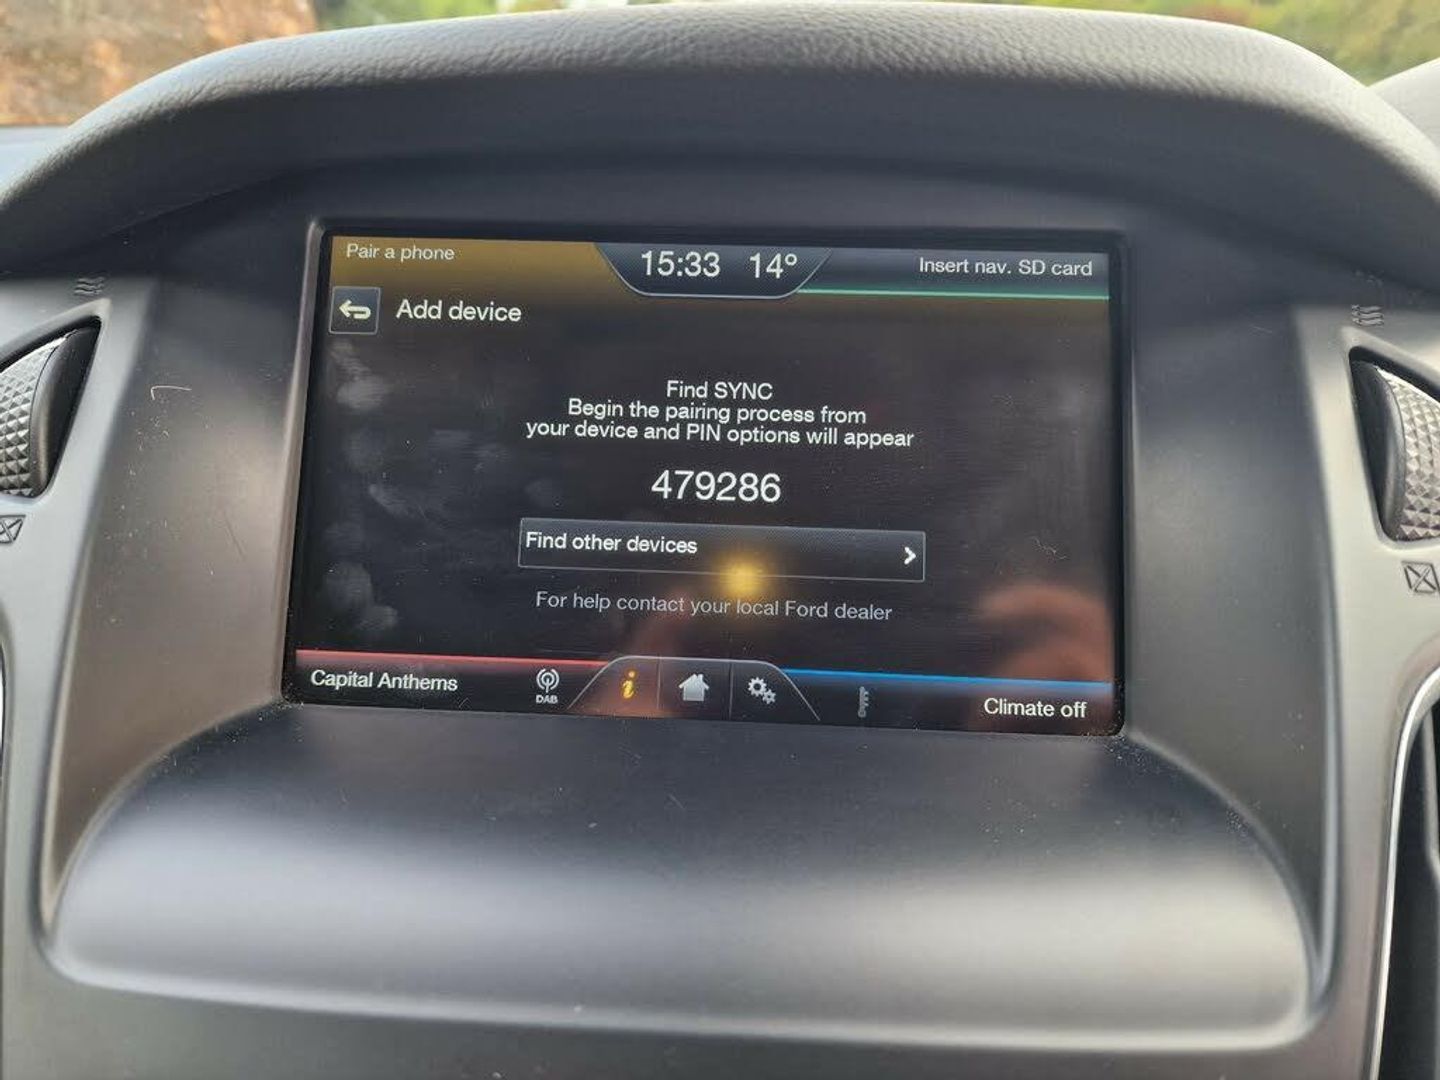 Pair a phone
15:33 14°
Insert nav. SD card
Add device
Find SYNC
Begin the pairing process from
your device and PIN options will appear
479286
Find other devices
For help contact your local Ford dealer
Capital Anthems
DAB
i
Climate off